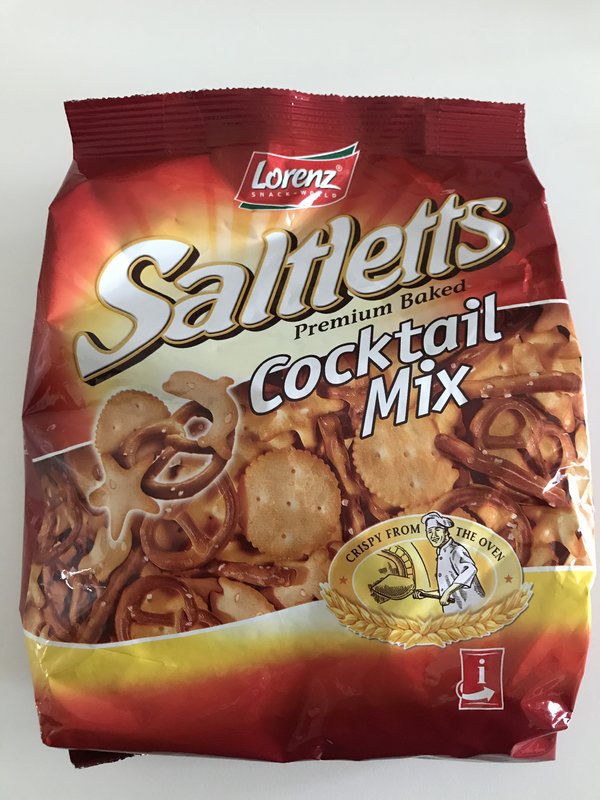 Lorenz®
SNACK-WORLD
Saltletts
Premium Baked
Cocktail
Mix
CRISPY FROM THE OVEN
i